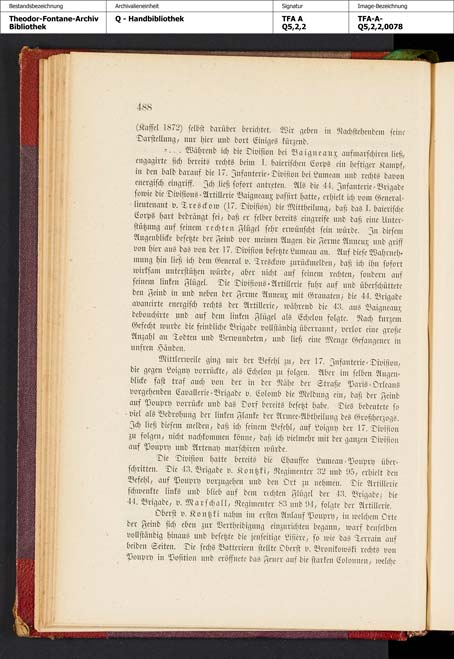 Bestandsbezeichnung
Archivalieneinheit
Signatur
Image-Bezeichnung
Theodor-Fontane-Archiv
Bibliothek
Q - Handbibliothek
TFA A
Q5,2,2
TFA-A-
Q5,2,2,0078
488
(Kassel 1872) selbst darüber berichtet. Wir geben in Nachstehendem seine
Darstellung, nur hier und dort Einiges kürzend.
„... Während ich die Division bei Baigneaux aufmarschiren ließ,
engagirte sich bereits rechts beim I. baierischen Corps ein heftiger Kampf,
in den bald darauf die 17. Infanterie-Division bei Lumeau und rechts davon
energisch eingriff. Ich ließ sofort antreten. Als die 44. Infanterie-Brigade
sowie die Divisions-Artillerie Baigneaux passirt hatte, erhielt ich vom General-
lieutenant v. Tresckow (17. Division) die Mittheilung, daß das I. baierische
Corps hart bedrängt sei; daß er selber bereits eingreife und daß eine Unter-
stützung auf seinem rechten Flügel sehr erwünscht sein würde. In diesem
Augenblicke besetzte der Feind vor meinen Augen die Ferme Anneux und griff
von hier aus das von der 17. Division besetzte Lumeau an. Auf diese Wahrneh-
mung hin ließ ich dem General v. Tresckow zurückmelden, daß ich ihn sofort
wirksam unterstützen würde, aber nicht auf seinem rechten, sondern auf
seinem linken Flügel. Die Divisions-Artillerie fuhr auf und überschüttete
den Feind in und neben der Ferme Anneux mit Granaten; die 44. Brigade
avancirte energisch rechts der Artillerie, während die 43. aus Baigneaux
debouchirte und auf dem linken Flügel als Echelon folgte. Nach kurzem
Gefecht wurde die feindliche Brigade vollständig überrannt, verlor eine große
Anzahl an Todten und Verwundeten, und ließ eine Menge Gefangener in
unsren Händen.
Mittlerweile ging mir der Befehl zu, der 17. Infanterie-Division,
die gegen Loigny vorrückte, als Echelon zu folgen. Aber im selben Augen-
blicke fast traf auch von der in der Nähe der Straße Paris-Orleans
vorgehenden Cavallerie-Brigade v. Colomb die Meldung ein, daß der Feind
auf Poupry vorrücke und das Dorf bereits besetzt habe. Dies bedeutete so
viel als Bedrohung der linken Flanke der Armee-Abtheilung des Großherzogs.
Ich ließ diesem melden, daß ich seinem Befehl, auf Loigny der 17. Division
zu folgen, nicht nachkommen könne, daß ich vielmehr mit der ganzen Division
auf Poupry und Artenay marschiren würde.
Die Division hatte bereits die Chaussee Lumeau-Poupry über-
schritten. Die 43. Brigade v. Kontzki, Regimenter 32 und 95, erhielt den
Befehl, auf Poupry vorzugehen und den Ort zu nehmen. Die Artillerie
schwenkte links und blieb auf dem rechten Flügel der 43. Brigade; die
44. Brigade, v. Marschall, Regimenter 83 und 94, folgte der Artillerie.
Oberst v. Kontzki nahm im ersten Anlauf Poupry, in welchem Orte
der Feind sich eben zur Vertheidigung einzurichten begann, warf denselben
vollständig hinaus und besetzte die jenseitige Lisière, so wie das Terrain auf
beiden Seiten. Die sechs Batterieen stellte Oberst v. Bronikowski rechts von
Poupry in Position und eröffnete das Feuer auf die starken Colonnen, welche